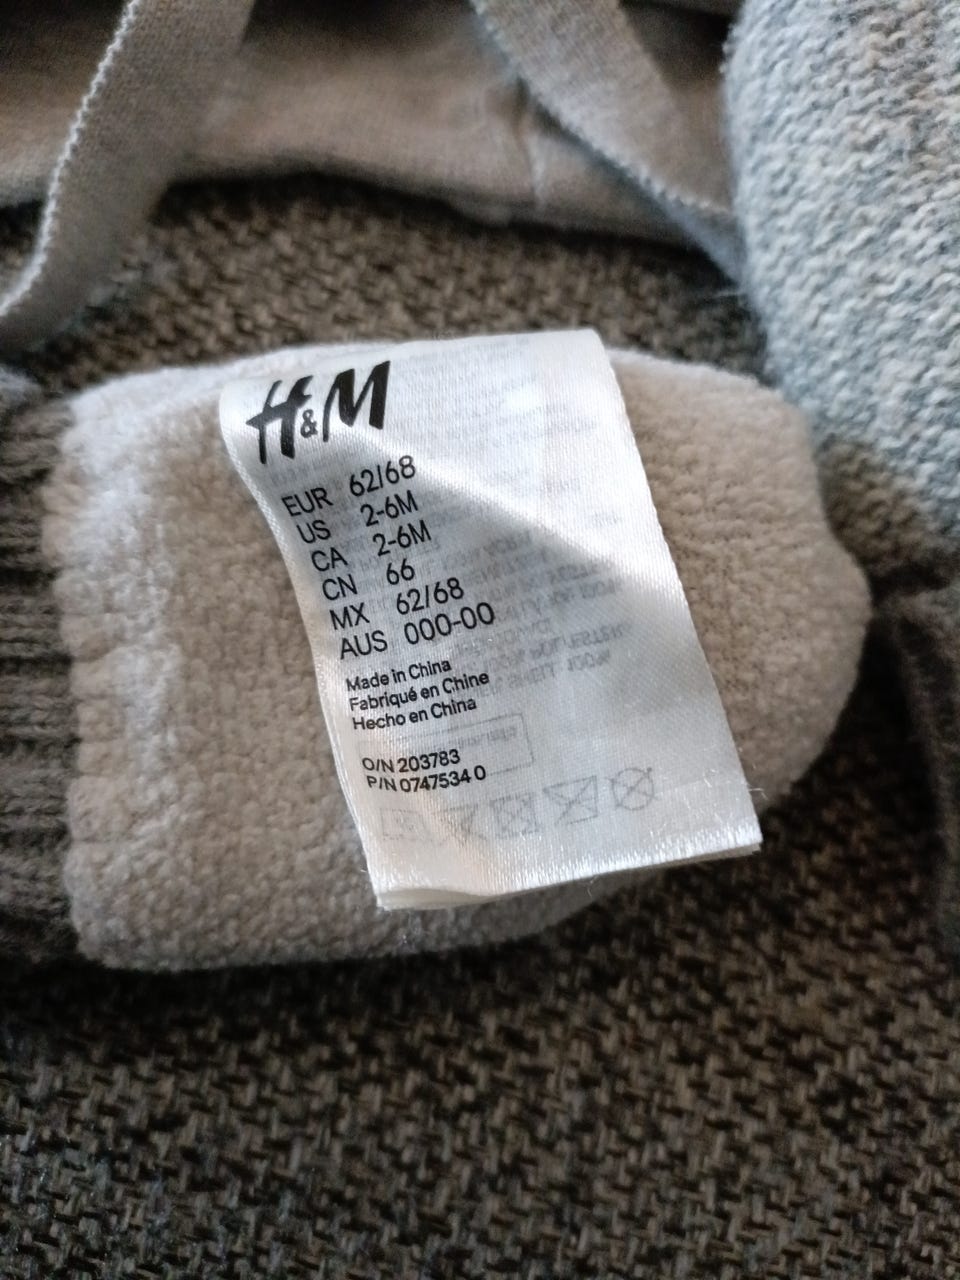 H&M
EUR 62/68
US 2-6M
CA 2-6M
CN 66
MX 62/68
AUS 000-00
Made in China
Fabriqué en Chine
Hecho en China
O/N 203783
P/N 0747534 0